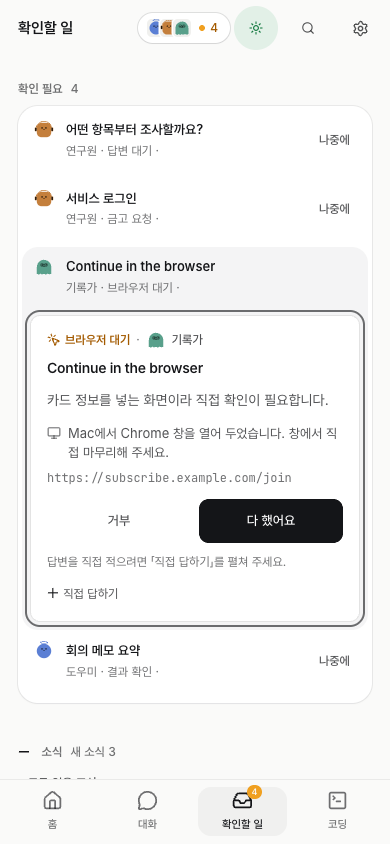 확인할 일
4
확인 필요 4
어떤 항목부터 조사할까요?
연구원 · 답변 대기 ·
나중에
서비스 로그인
연구원 · 금고 요청 ·
나중에
Continue in the browser
기록가 · 브라우저 대기 ·
브라우저 대기 · 기록가
Continue in the browser
카드 정보를 넣는 화면이라 직접 확인이 필요합니다.
Mac에서 Chrome 창을 열어 두었습니다. 창에서 직
접 마무리해 주세요.
https://subscribe.example.com/join
거부
다 했어요
답변을 직접 적으려면 「직접 답하기」를 펼쳐 주세요.
직접 답하기
회의 메모 요약
도우미 · 결과 확인 ·
나중에
소식 새 소식 3
4
홈
대화
확인할 일
코딩